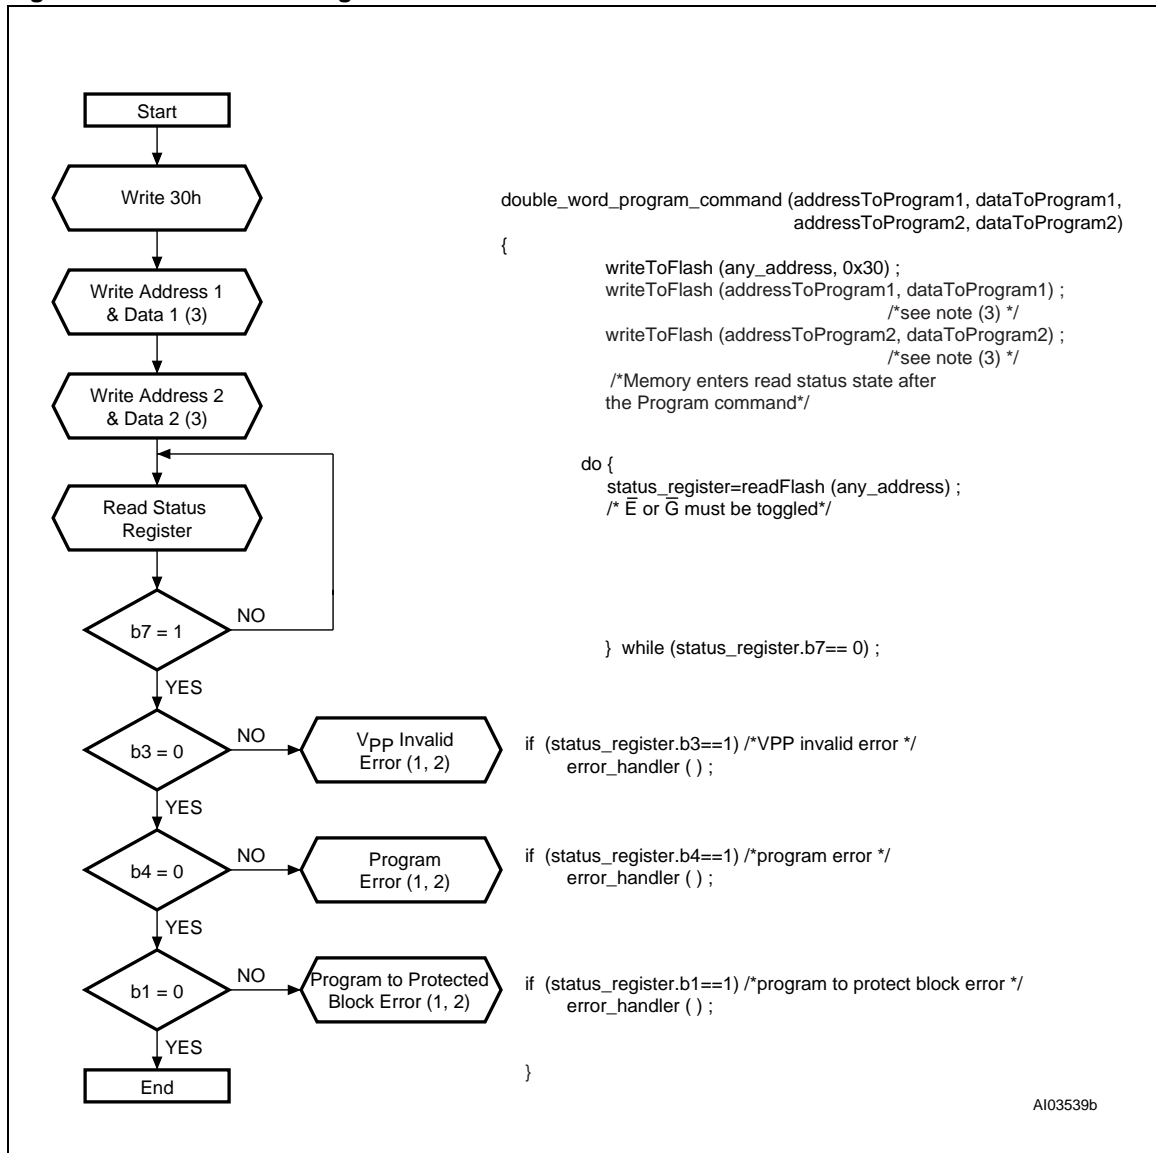 Start
Write 30h
Write Address 1
& Data 1 (3)
Write Address 2
& Data 2 (3)
Read Status
Register
b7 = 1
NO
YES
b3 = 0
NO
VPP Invalid
Error (1, 2)
YES
b4 = 0
NO
Program
Error (1, 2)
YES
b1 = 0
NO
Program to Protected
Block Error (1, 2)
YES
End
double_word_program_command (addressToProgram1, dataToProgram1,
addressToProgram2, dataToProgram2)
{
writeToFlash (any_address, 0x30) ;
writeToFlash (addressToProgram1, dataToProgram1) ;
/*see note (3) */
writeToFlash (addressToProgram2, dataToProgram2) ;
/*see note (3) */
/*Memory enters read status state after
the Program command*/
do {
status_register=readFlash (any_address) ;
/* E̅ or G̅ must be toggled*/
} while (status_register.b7== 0) ;
if (status_register.b3==1) /*VPP invalid error */
error_handler ( ) ;
if (status_register.b4==1) /*program error */
error_handler ( ) ;
if (status_register.b1==1) /*program to protect block error */
error_handler ( ) ;
}
AI03539b